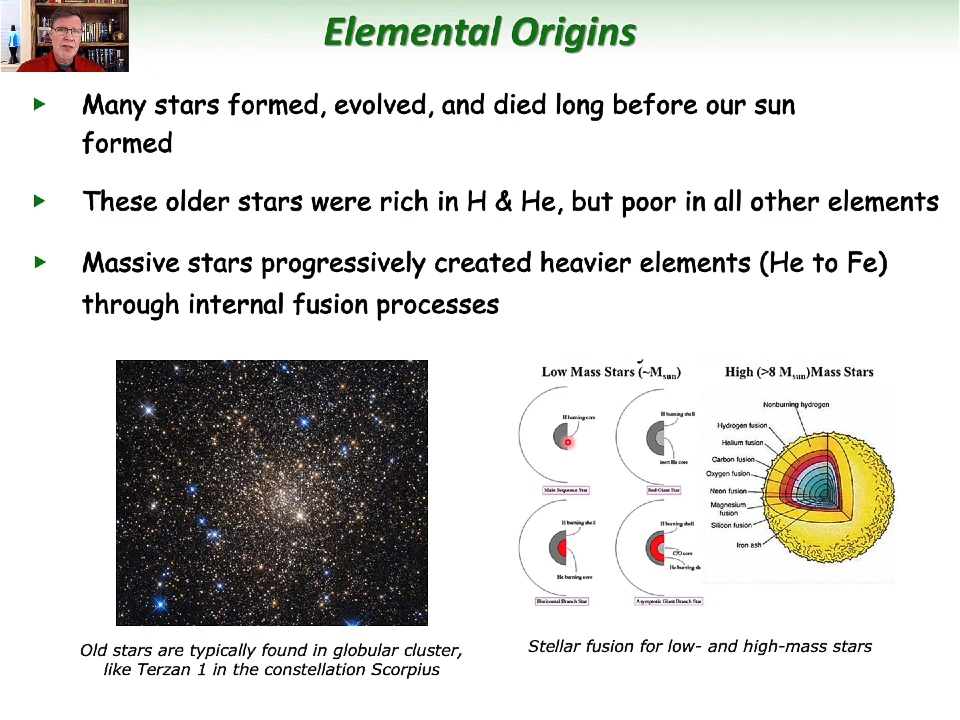 Elemental Origins
Many stars formed, evolved, and died long before our sun
formed
These older stars were rich in H & He, but poor in all other elements
Massive stars progressively created heavier elements (He to Fe)
through internal fusion processes
Low Mass Stars (~Msun)
High (>8 Msun)Mass Stars
H burning core
Main Sequence Star
H burning shell
inert He core
Red Giant Star
H burning shell
He burning core
Horizontal Branch Star
H burning shell
C/O core
He burning sh
Asymptotic Giant Branch Star
Nonburning hydrogen
Hydrogen fusion
Helium fusion
Carbon fusion
Oxygen fusion
Neon fusion
Magnesium
fusion
Silicon fusion
Iron ash
Old stars are typically found in globular cluster,
like Terzan 1 in the constellation Scorpius
Stellar fusion for low- and high-mass stars